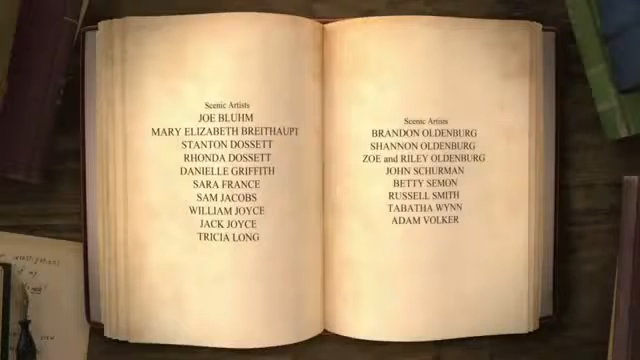 Scenic Artists
JOE BLUHM
MARY ELIZABETH BREITHAUPT
STANTON DOSSETT
RHONDA DOSSETT
DANIELLE GRIFFITH
SARA FRANCE
SAM JACOBS
WILLIAM JOYCE
JACK JOYCE
TRICIA LONG
Scenic Artists
BRANDON OLDENBURG
SHANNON OLDENBURG
ZOE and RILEY OLDENBURG
JOHN SCHURMAN
BETTY SEMON
RUSSELL SMITH
TABATHA WYNN
ADAM VOLKER
of my